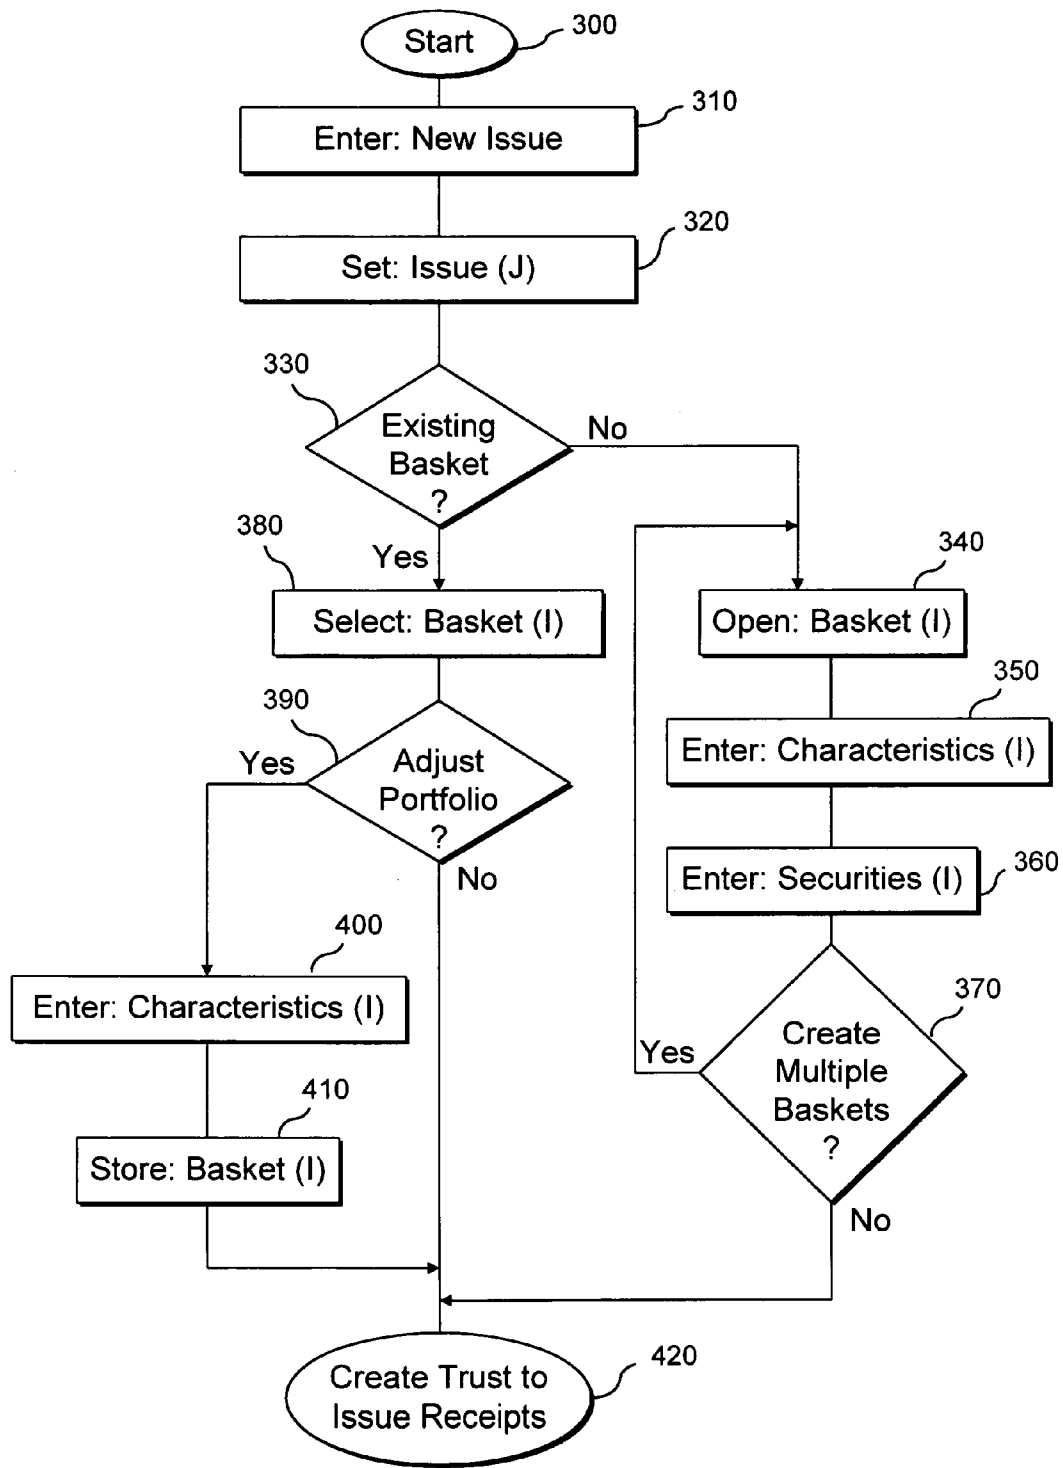 Start
300
Enter: New Issue
310
Set: Issue (J)
320
330
Existing
Basket
?
No
Yes
380
Select: Basket (I)
340
Open: Basket (I)
350
Enter: Characteristics (I)
390
Adjust
Portfolio
?
Yes
No
Enter: Securities (I)
360
400
Enter: Characteristics (I)
370
Create
Multiple
Baskets
?
Yes
No
410
Store: Basket (I)
Create Trust to
Issue Receipts
420